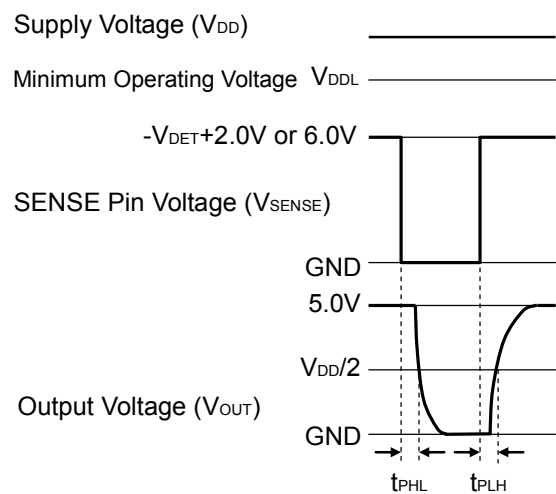 Supply Voltage (VDD)
Minimum Operating Voltage VDDL
-VDET+2.0V or 6.0V
SENSE Pin Voltage (VSENSE)
GND
5.0V
VDD/2
Output Voltage (VOUT)
GND
tPHL tPLH